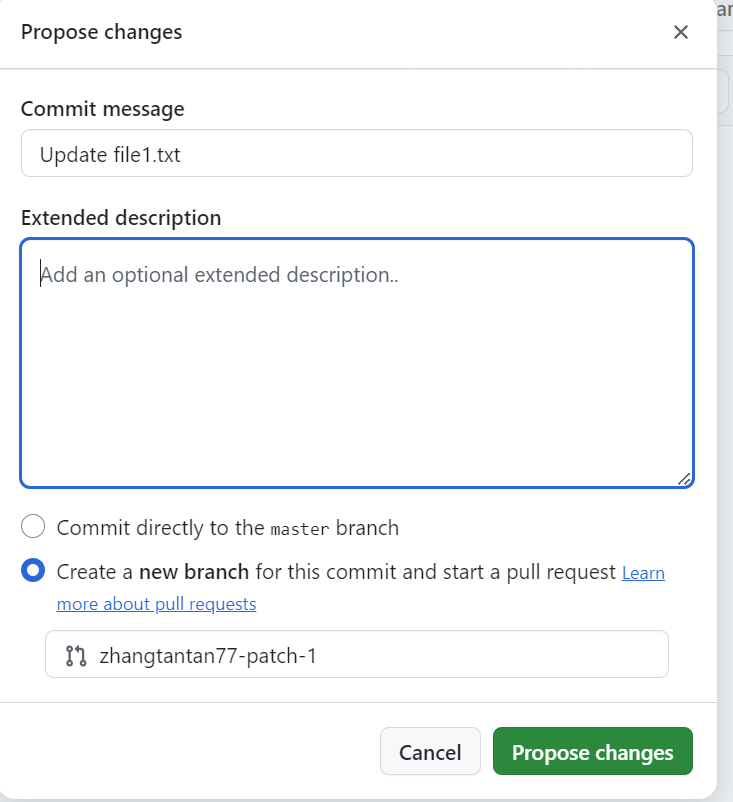 Propose changes
Commit message
Update file1.txt
Extended description
Add an optional extended description..
Commit directly to the master branch
Create a new branch for this commit and start a pull request Learn
more about pull requests
zhangtantan77-patch-1
Cancel
Propose changes